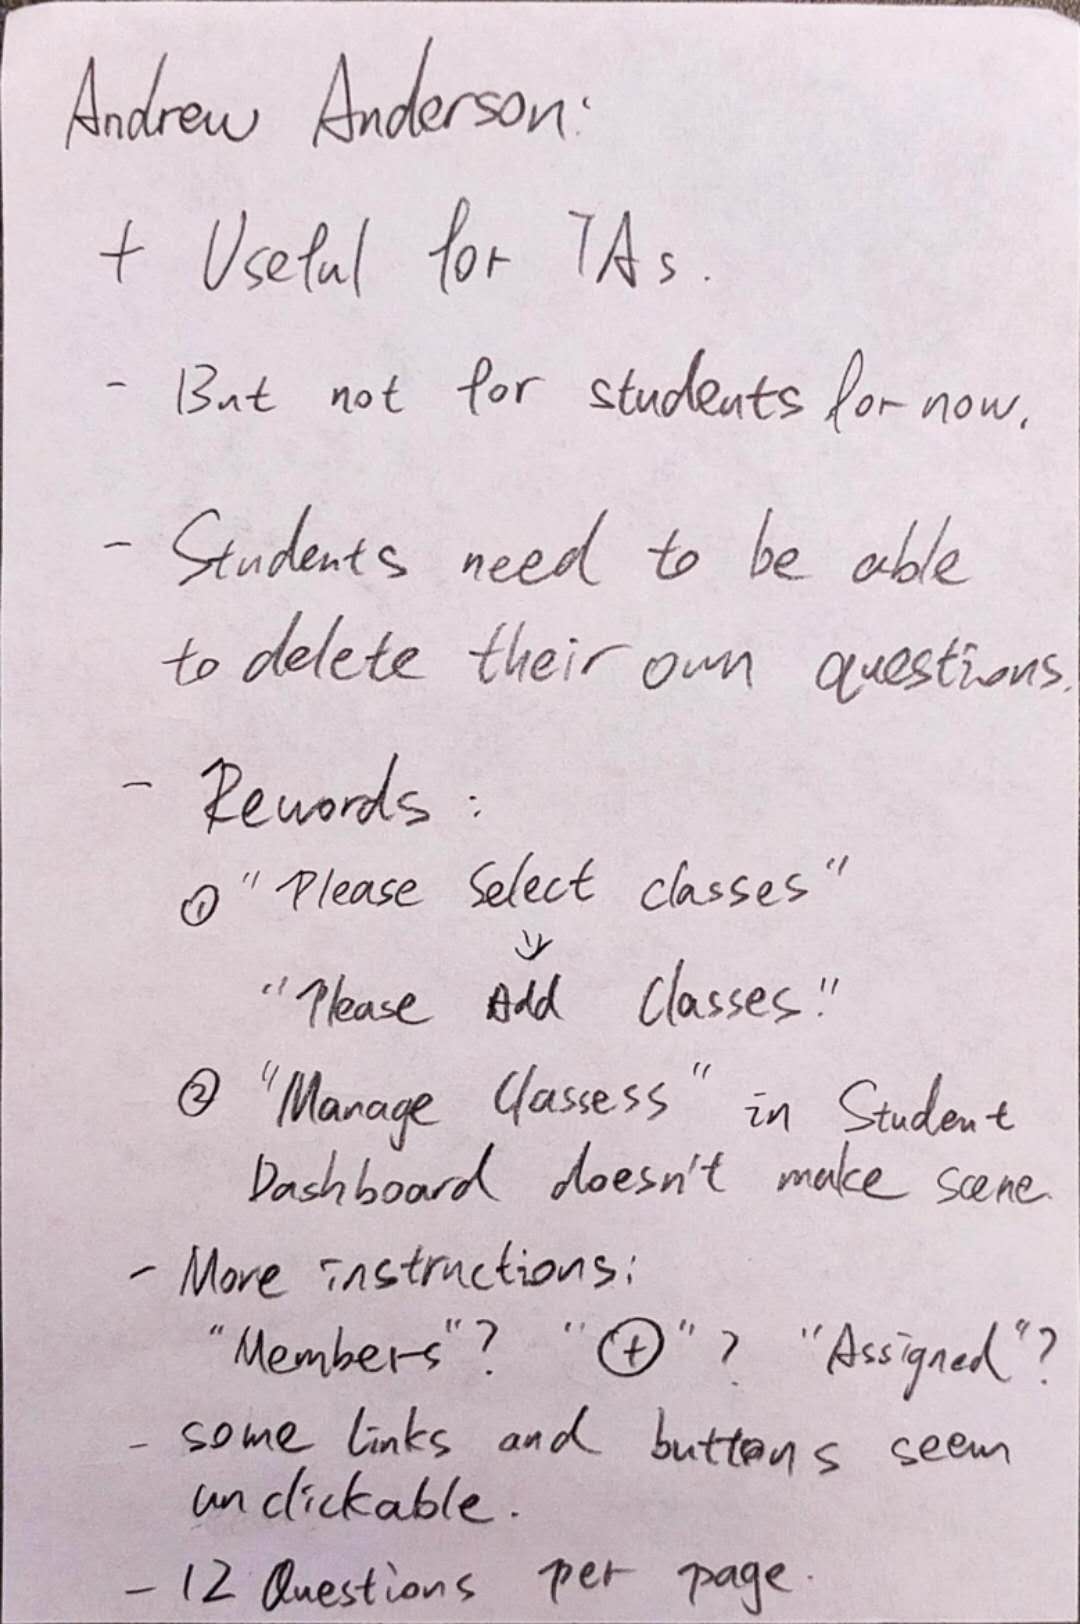 Andrew Anderson:
+ Useful for TAs.
- But not for students for now.
- Students need to be able
to delete their own questions.
- Rewords :
① "Please Select classes"
↓
"Please Add Classes."
② "Manage Classess" in Student
Dashboard doesn't make scene.
- More instructions:
"Members"? "⊕"? "Assigned"?
- some links and buttons seem
unclickable.
- 12 Questions per page.